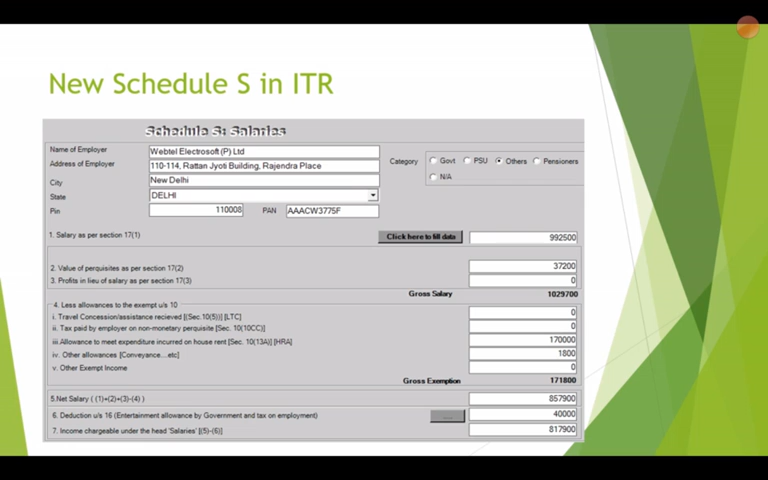 New Schedule S in ITR
Schedule S: Salaries
Name of Employer Webtel Electrosoft (P) Ltd
Address of Employer 110-114, Rattan Jyoti Building, Rajendra Place
Category Govt PSU Others Pensioners
N/A
City New Delhi
State DELHI
Pin 110008 PAN AAACW3775F
1. Salary as per section 17(1) Click here to fill data 992500
2. Value of perquisites as per section 17(2) 37200
3. Profits in lieu of salary as per section 17(3) 0
Gross Salary 1029700
4. Less allowances to the exempt u/s 10
i. Travel Concession/assistance recieved [(Sec.10(5)) [LTC] 0
ii. Tax paid by employer on non-monetary perquisite [Sec. 10(10CC)] 0
iii.Allowance to meet expenditure incurred on house rent [Sec. 10(13A)] [HRA] 170000
iv. Other allowances [Conveyance....etc] 1800
v. Other Exempt Income 0
Gross Exemption 171800
5.Net Salary ( (1)+(2)+(3)-(4) ) 857900
6. Deduction u/s 16 (Entertainment allowance by Government and tax on employment) .... 40000
7. Income chargeable under the head 'Salaries' [(5)-(6)] 817900